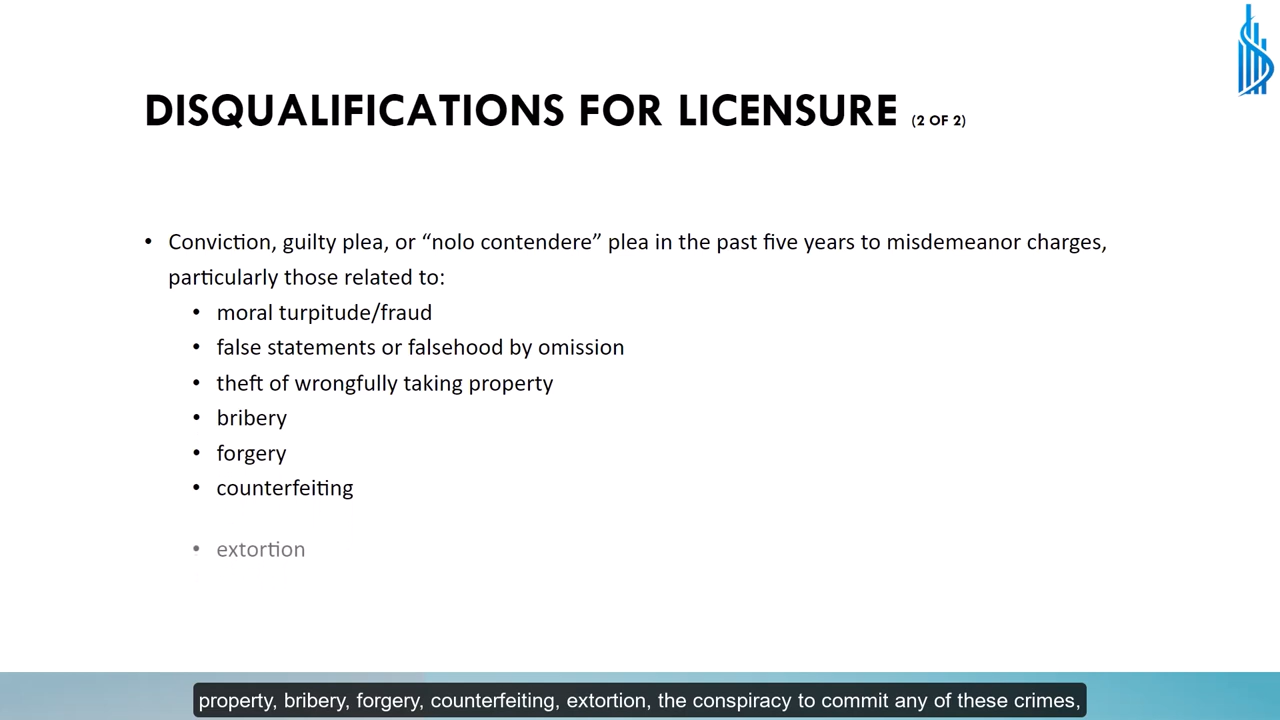 DISQUALIFICATIONS FOR LICENSURE (2 OF 2)
• Conviction, guilty plea, or “nolo contendere” plea in the past five years to misdemeanor charges,
particularly those related to:
• moral turpitude/fraud
• false statements or falsehood by omission
• theft of wrongfully taking property
• bribery
• forgery
• counterfeiting
• extortion
property, bribery, forgery, counterfeiting, extortion, the conspiracy to commit any of these crimes,